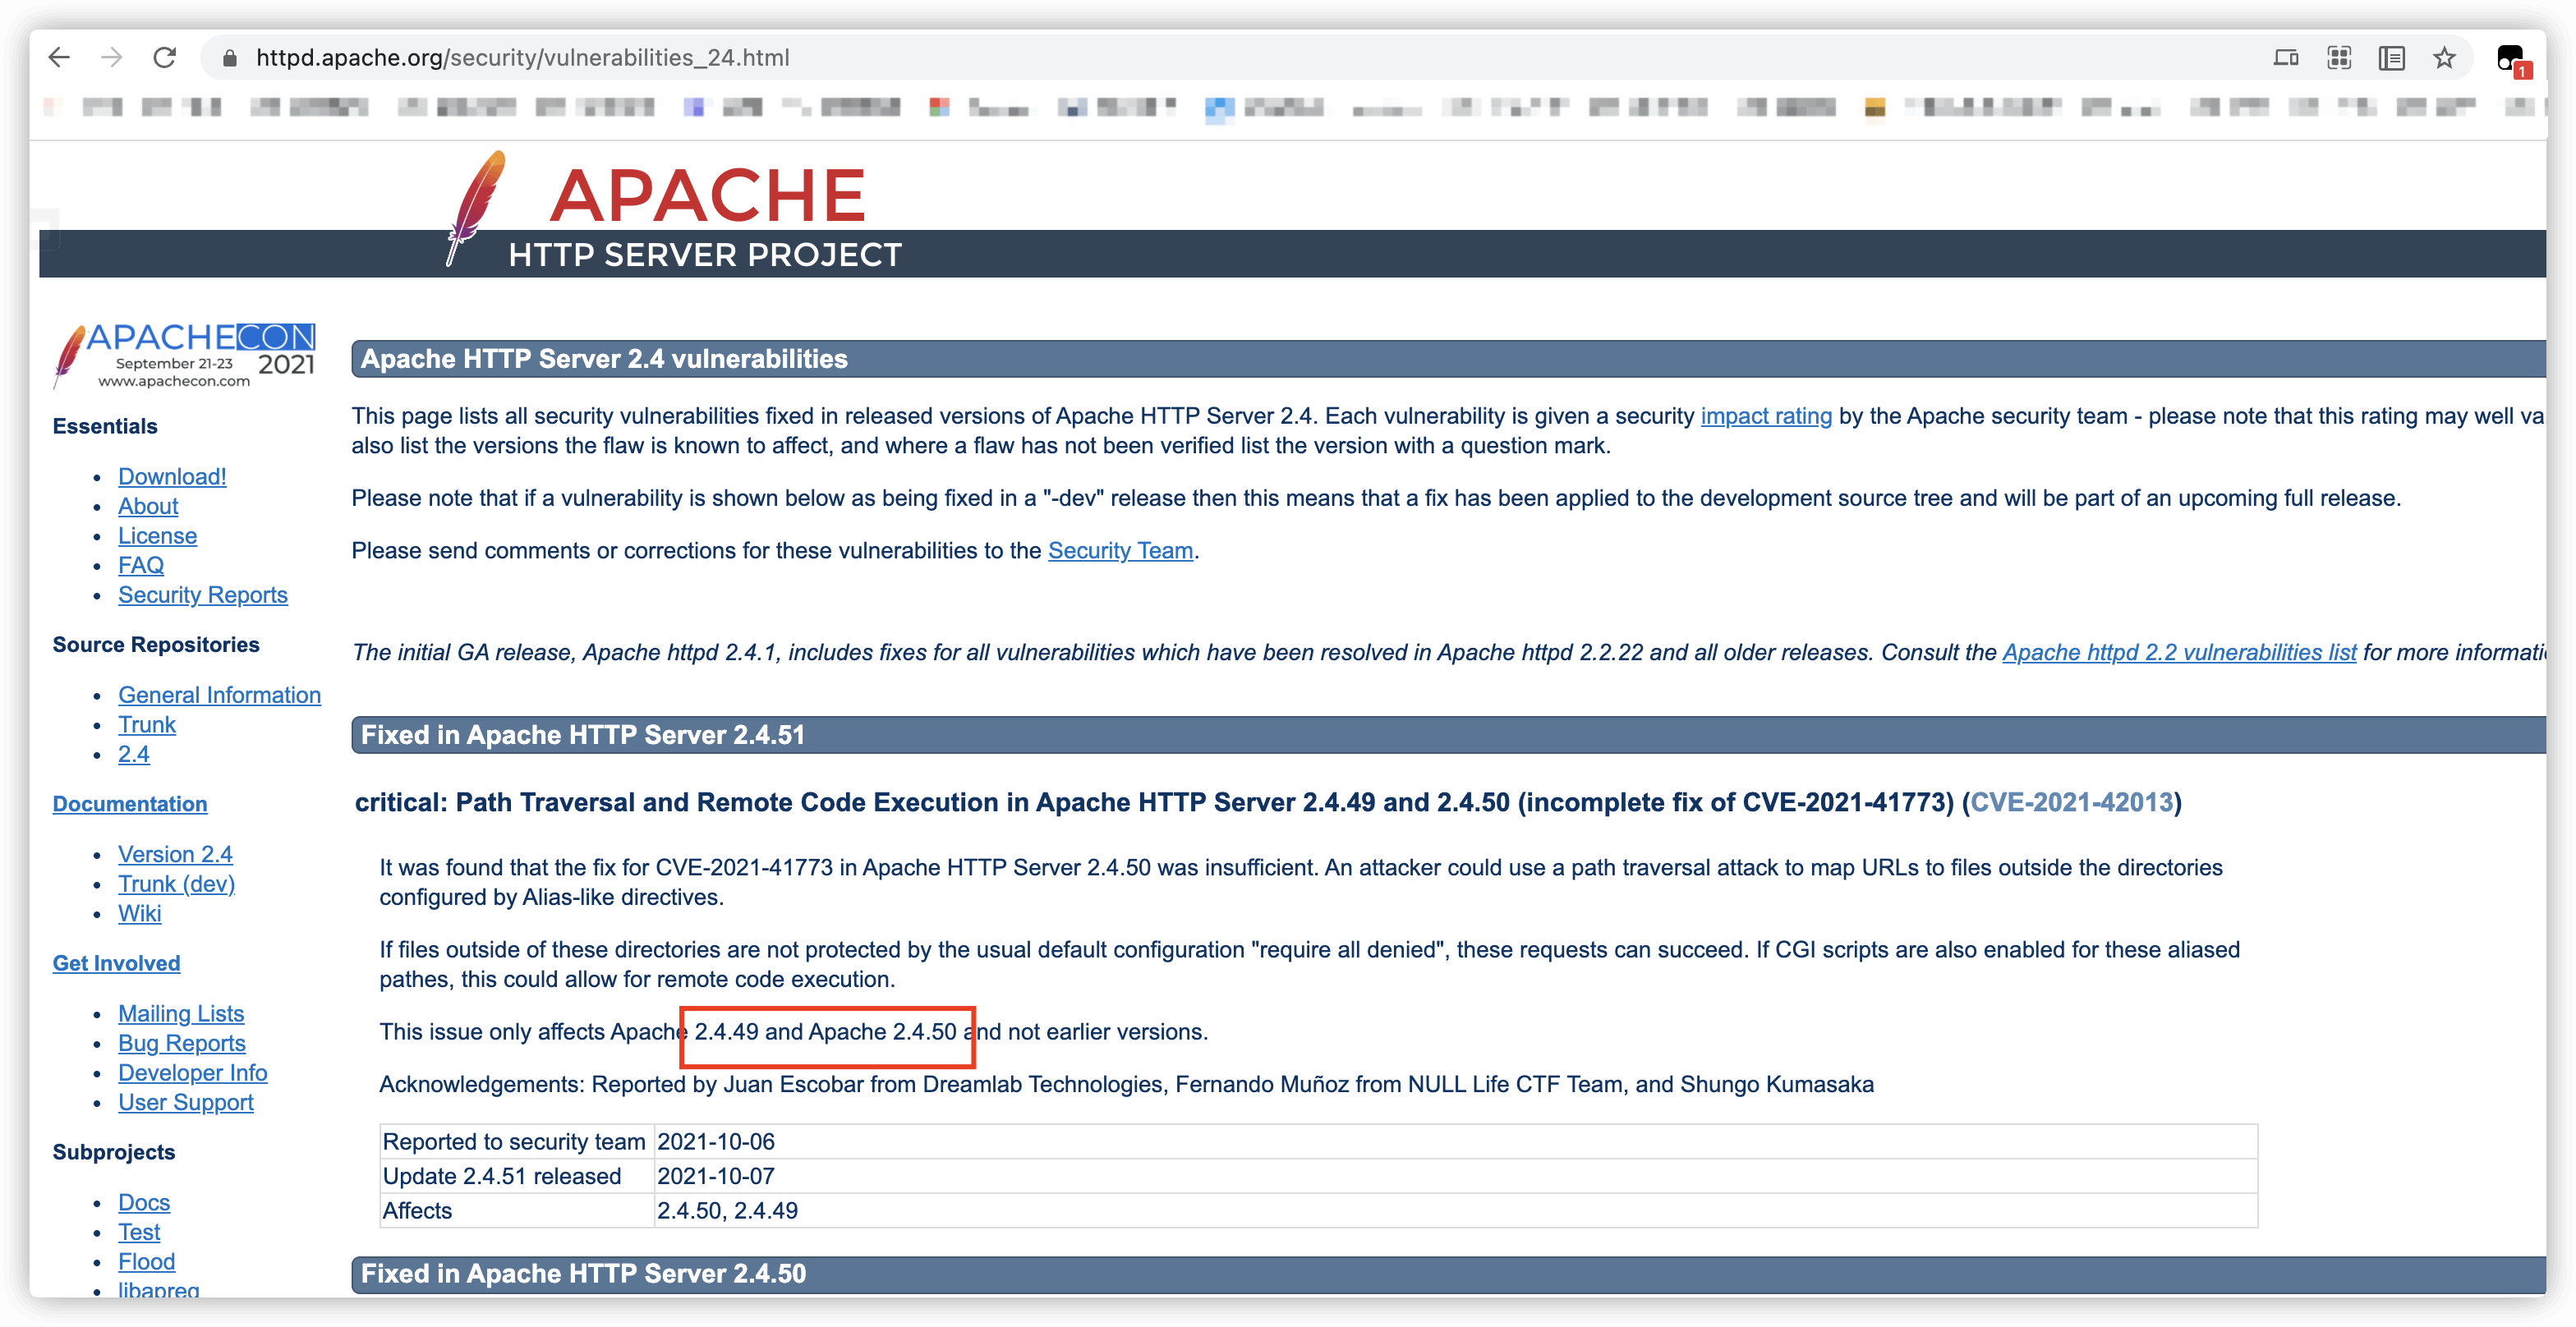 httpd.apache.org/security/vulnerabilities_24.html
1
APACHE
HTTP SERVER PROJECT
APACHECON
September 21-23 2021
www.apachecon.com
Essentials
Download!
About
License
FAQ
Security Reports
Source Repositories
General Information
Trunk
2.4
Documentation
Version 2.4
Trunk (dev)
Wiki
Get Involved
Mailing Lists
Bug Reports
Developer Info
User Support
Subprojects
Docs
Test
Flood
libapreq
Apache HTTP Server 2.4 vulnerabilities
This page lists all security vulnerabilities fixed in released versions of Apache HTTP Server 2.4. Each vulnerability is given a security impact rating by the Apache security team - please note that this rating may well va
also list the versions the flaw is known to affect, and where a flaw has not been verified list the version with a question mark.
Please note that if a vulnerability is shown below as being fixed in a "-dev" release then this means that a fix has been applied to the development source tree and will be part of an upcoming full release.
Please send comments or corrections for these vulnerabilities to the Security Team.
The initial GA release, Apache httpd 2.4.1, includes fixes for all vulnerabilities which have been resolved in Apache httpd 2.2.22 and all older releases. Consult the Apache httpd 2.2 vulnerabilities list for more informati
Fixed in Apache HTTP Server 2.4.51
critical: Path Traversal and Remote Code Execution in Apache HTTP Server 2.4.49 and 2.4.50 (incomplete fix of CVE-2021-41773) (CVE-2021-42013)
It was found that the fix for CVE-2021-41773 in Apache HTTP Server 2.4.50 was insufficient. An attacker could use a path traversal attack to map URLs to files outside the directories
configured by Alias-like directives.
If files outside of these directories are not protected by the usual default configuration "require all denied", these requests can succeed. If CGI scripts are also enabled for these aliased
pathes, this could allow for remote code execution.
This issue only affects Apache 2.4.49 and Apache 2.4.50 and not earlier versions.
Acknowledgements: Reported by Juan Escobar from Dreamlab Technologies, Fernando Muñoz from NULL Life CTF Team, and Shungo Kumasaka
Reported to security team 2021-10-06
Update 2.4.51 released 2021-10-07
Affects 2.4.50, 2.4.49
Fixed in Apache HTTP Server 2.4.50